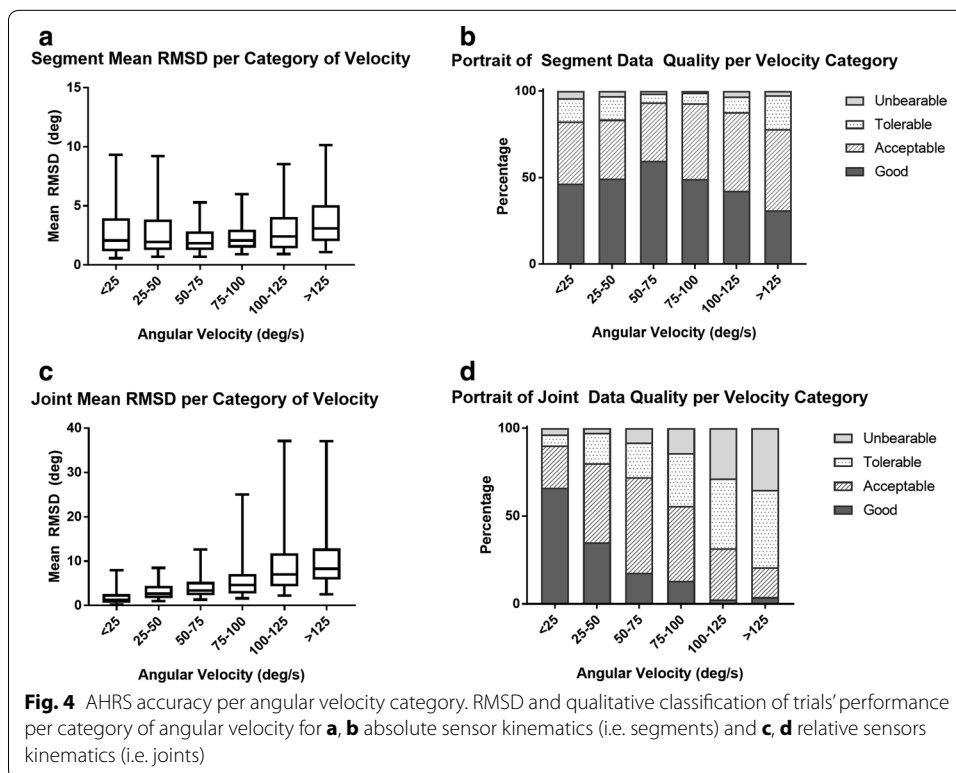 a
Segment Mean RMSD per Category of Velocity
15
10
5
0
Mean RMSD (deg)
<25
25-50
50-75
75-100
100-125
>125
Angular Velocity (deg/s)
b
Portrait of Segment Data Quality per Velocity Category
100
50
0
Percentage
<25
25-50
50-75
75-100
100-125
>125
Angular Velocity (deg/s)
Unbearable
Tolerable
Acceptable
Good
c
Joint Mean RMSD per Category of Velocity
40
30
20
10
0
Mean RMSD (deg)
<25
25-50
50-75
75-100
100-125
>125
Angular Velocity (deg/s)
d
Portrait of Joint Data Quality per Velocity Category
100
50
0
Percentage
<25
25-50
50-75
75-100
100-125
>125
Angular Velocity (deg/s)
Unbearable
Tolerable
Acceptable
Good
Fig. 4 AHRS accuracy per angular velocity category. RMSD and qualitative classification of trials’ performance
per category of angular velocity for a, b absolute sensor kinematics (i.e. segments) and c, d relative sensors
kinematics (i.e. joints)